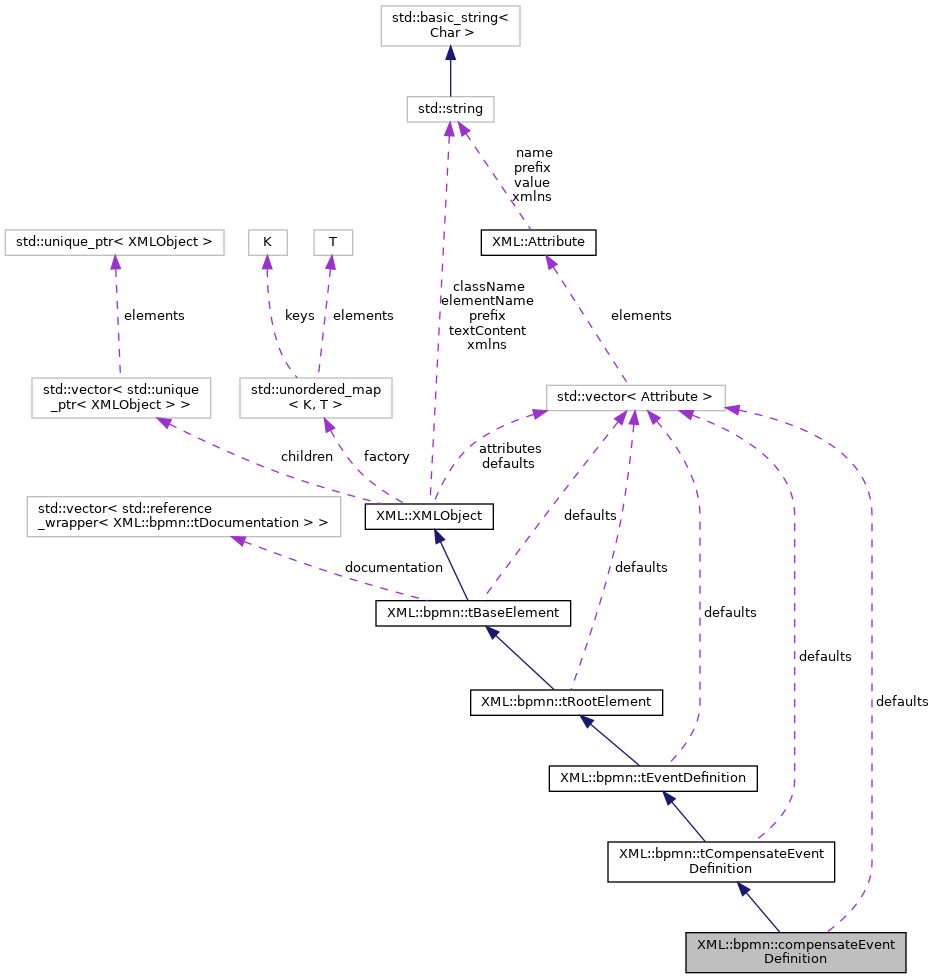 std::basic_string<
Char >
std::string
name
prefix
value
xmlns
std::unique_ptr< XMLObject >
K
T
XML::Attribute
className
elementName
prefix
textContent
xmlns
elements
keys
elements
elements
std::vector< std::unique
_ptr< XMLObject > >
std::unordered_map
< K, T >
std::vector< Attribute >
children
factory
attributes
defaults
std::vector< std::reference
_wrapper< XML::bpmn::tDocumentation > >
XML::XMLObject
defaults
documentation
defaults
XML::bpmn::tBaseElement
defaults
defaults
XML::bpmn::tRootElement
defaults
XML::bpmn::tEventDefinition
XML::bpmn::tCompensateEvent
Definition
XML::bpmn::compensateEvent
Definition